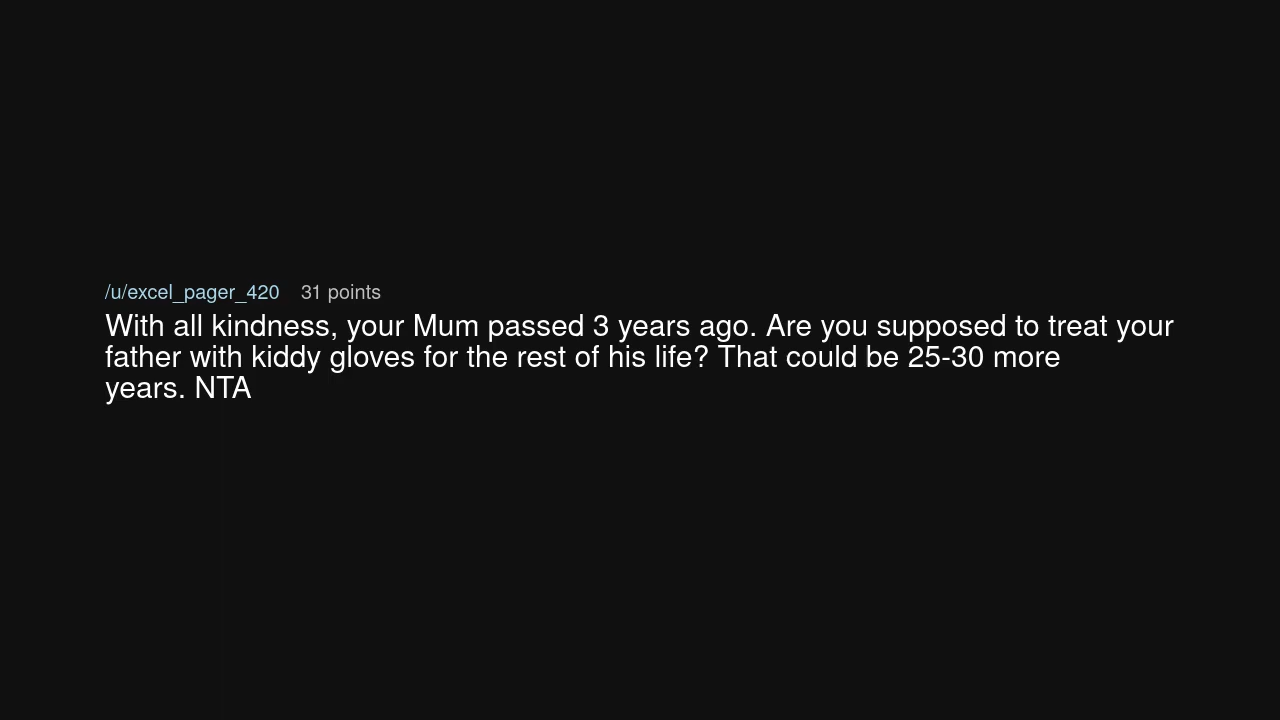 /u/excel_pager_420 31 points
With all kindness, your Mum passed 3 years ago. Are you supposed to treat your
father with kiddy gloves for the rest of his life? That could be 25-30 more
years. NTA